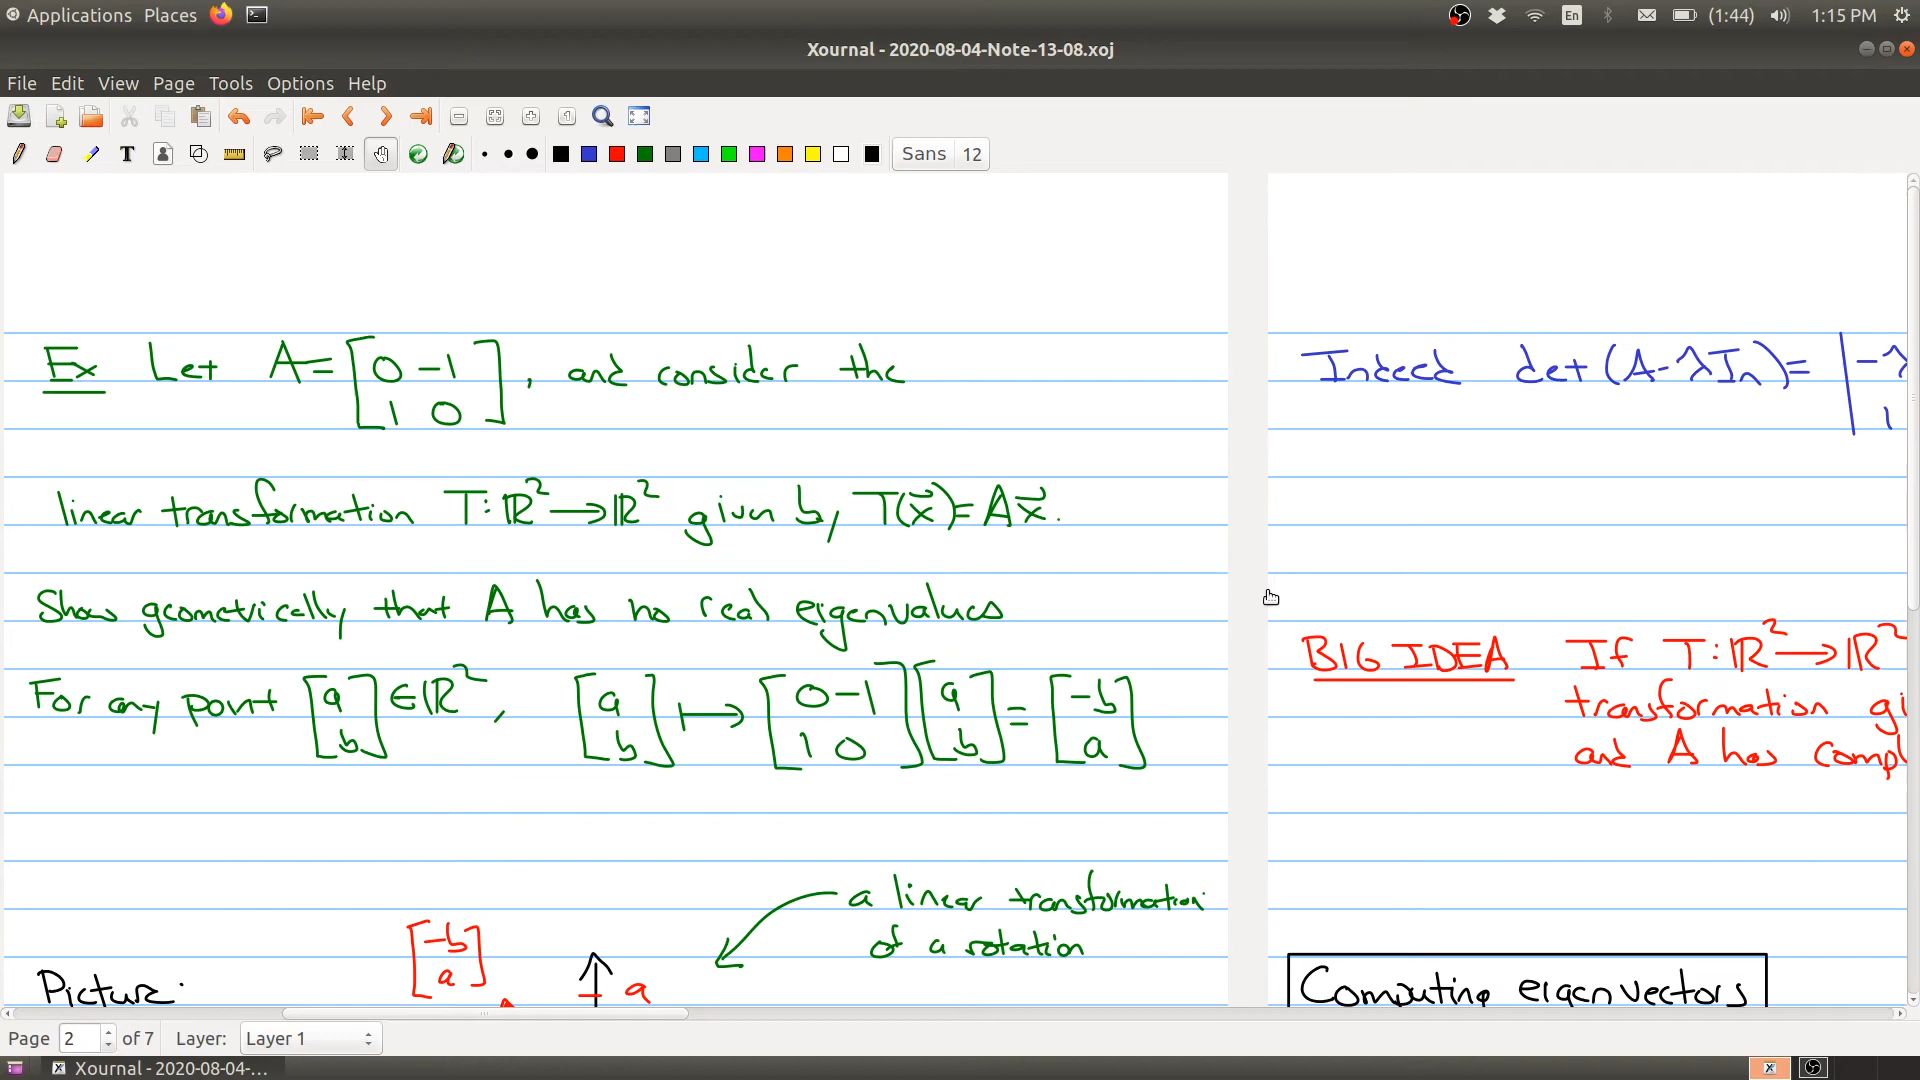 Applications Places
En (1:44) 1:15 PM
Xournal - 2020-08-04-Note-13-08.xoj
File Edit View Page Tools Options Help
Sans 12
Ex Let A = [0 -1
1 0], and consider the
linear transformation T: ℝ² → ℝ² given by T(x⃗) = Ax⃗.
Show geometrically that A has no real eigenvalues
For any point [a
b] ∈ ℝ², [a
b] ↦ [0 -1
1 0][a
b] = [-b
a]
a linear transformation
of a rotation
Picture:
[-b
a]
a
Indeed det(A-λIn) = |-λ
1
BIG IDEA If T: ℝ² → ℝ²
transformation gi
and A has compl
Computing eigenvectors
Page 2 of 7 Layer: Layer 1
Xournal - 2020-08-04-...